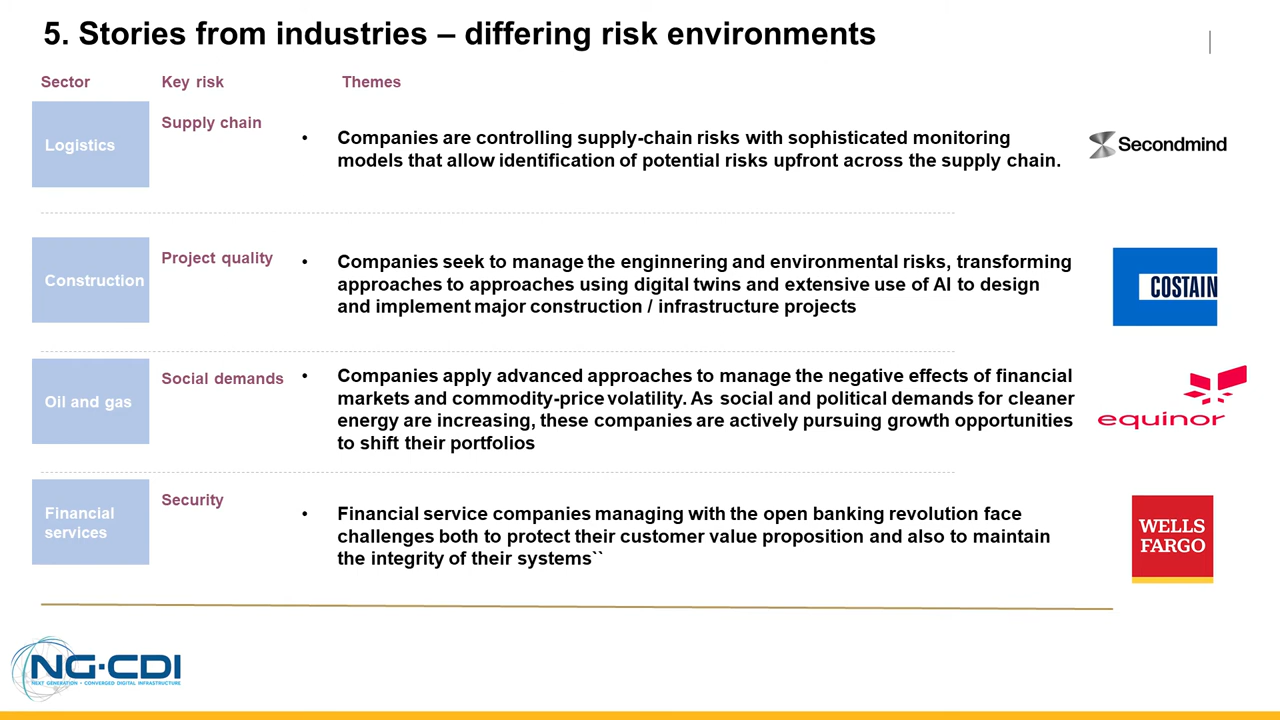 5. Stories from industries – differing risk environments
Sector
Key risk
Themes
Logistics
Supply chain
• Companies are controlling supply-chain risks with sophisticated monitoring
models that allow identification of potential risks upfront across the supply chain.
Secondmind
Construction
Project quality
• Companies seek to manage the enginnering and environmental risks, transforming
approaches to approaches using digital twins and extensive use of AI to design
and implement major construction / infrastructure projects
COSTAIN
Oil and gas
Social demands
• Companies apply advanced approaches to manage the negative effects of financial
markets and commodity-price volatility. As social and political demands for cleaner
energy are increasing, these companies are actively pursuing growth opportunities
to shift their portfolios
equinor
Financial
services
Security
• Financial service companies managing with the open banking revolution face
challenges both to protect their customer value proposition and also to maintain
the integrity of their systems``
WELLS
FARGO
NG·CDI
NEXT GENERATION · CONVERGED DIGITAL INFRASTRUCTURE